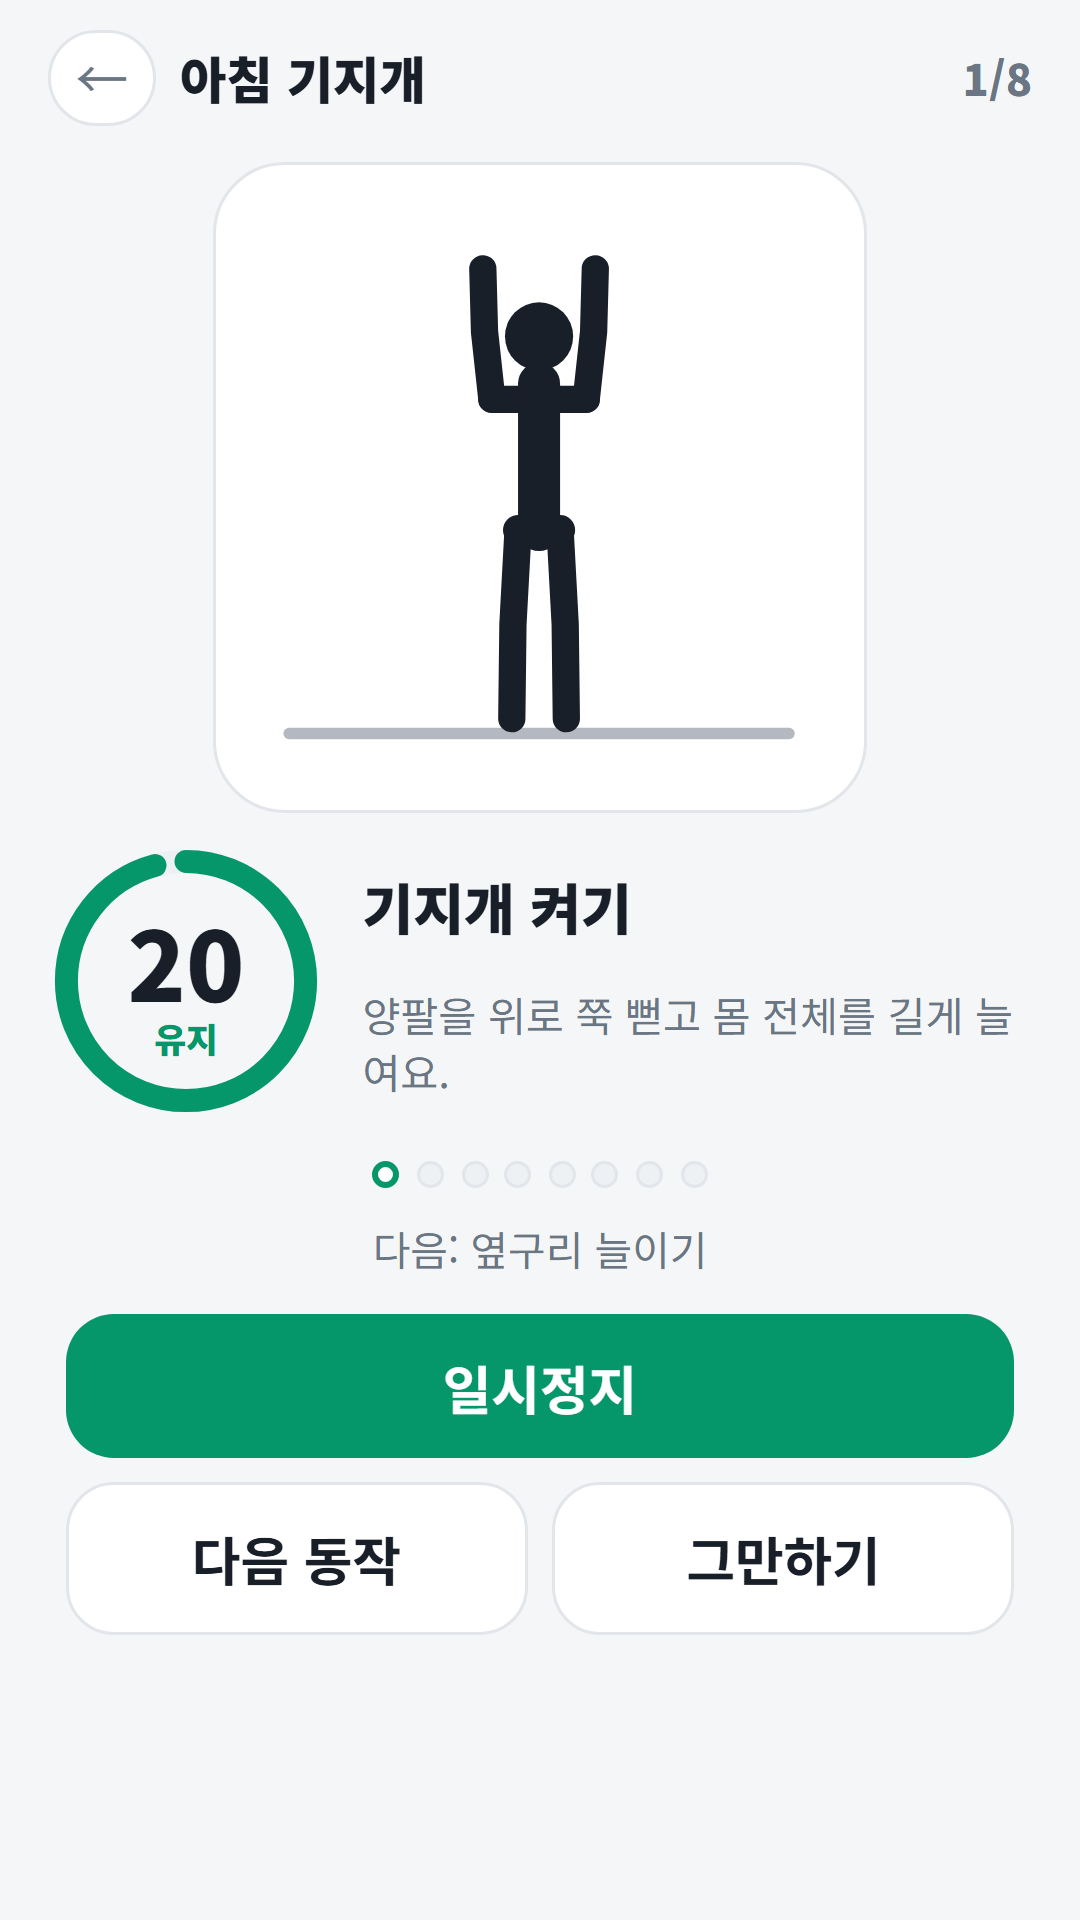 ← 아침 기지개
1/8
20
유지
기지개 켜기
양팔을 위로 쭉 뻗고 몸 전체를 길게 늘
여요.
다음: 옆구리 늘이기
일시정지
다음 동작
그만하기